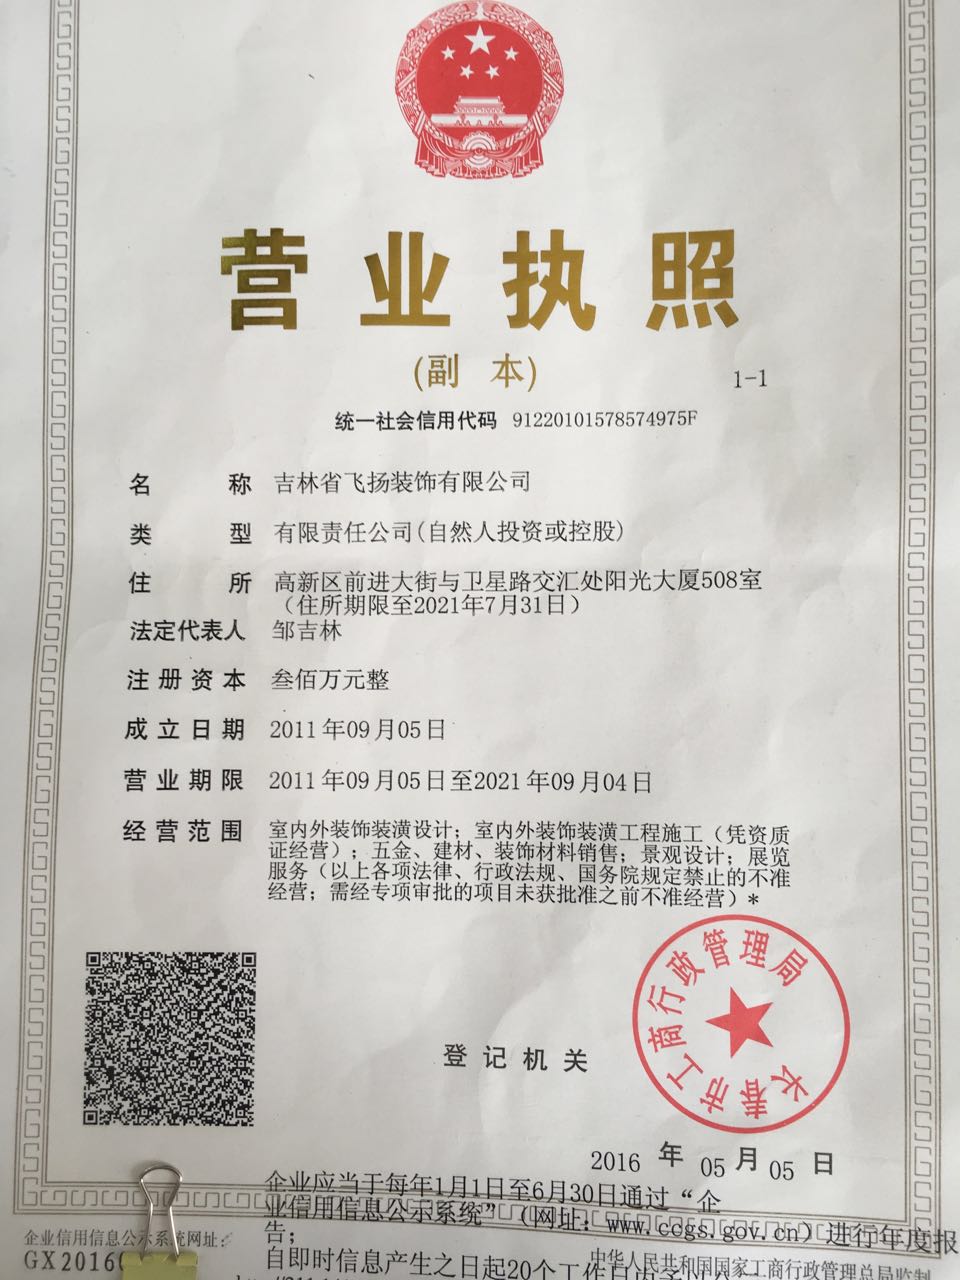 营业执照
(副 本)
1-1
统一社会信用代码 91220101578574975F
名 称 吉林省飞扬装饰有限公司
类 型 有限责任公司(自然人投资或控股)
住 所 高新区前进大街与卫星路交汇处阳光大厦508室
(住所期限至2021年7月31日)
法定代表人 邹吉林
注册资本 叁佰万元整
成立日期 2011年09月05日
营业期限 2011年09月05日至2021年09月04日
经营范围 室内外装饰装潢设计；室内外装饰装潢工程施工（凭资质
证经营）；五金、建材、装饰材料销售；景观设计；展览
服务（以上各项法律、行政法规、国务院规定禁止的不准
经营；需经专项审批的项目未获批准之前不准经营）*
长春市工商行政管理局
登记机关
2016 年 05 月 05 日
企业应当于每年1月1日至6月30日通过“企
业信用信息公示系统”（网址：www.ccgs.gov.cn）进行年度报
告；
企业信用信息公示系统网址：
GX2016
自即时信息产生之日起20个工作日内
中华人民共和国国家工商行政管理总局监制